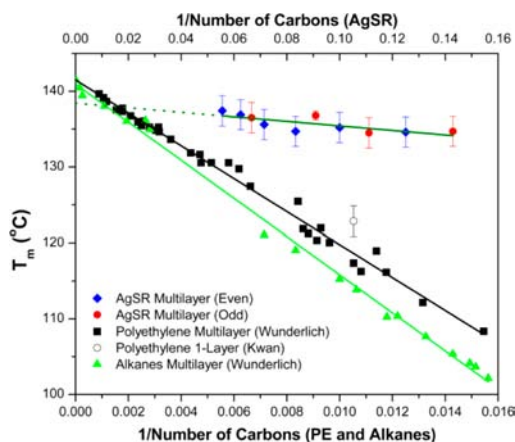 1/Number of Carbons (AgSR)
0.00 0.02 0.04 0.06 0.08 0.10 0.12 0.14 0.16
140
130
120
110
100
Tm (°C)
AgSR Multilayer (Even)
AgSR Multilayer (Odd)
Polyethylene Multilayer (Wunderlich)
Polyethylene 1-Layer (Kwan)
Alkanes Multilayer (Wunderlich)
0.000 0.002 0.004 0.006 0.008 0.010 0.012 0.014 0.016
1/Number of Carbons (PE and Alkanes)